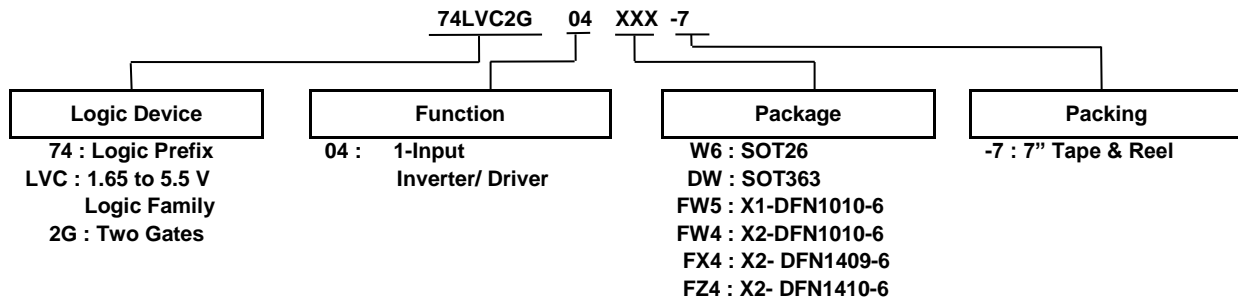 74LVC2G 04 XXX -7
Logic Device
74 : Logic Prefix
LVC : 1.65 to 5.5 V
Logic Family
2G : Two Gates
Function
04 : 1-Input
Inverter/ Driver
Package
W6 : SOT26
DW : SOT363
FW5 : X1-DFN1010-6
FW4 : X2-DFN1010-6
FX4 : X2- DFN1409-6
FZ4 : X2- DFN1410-6
Packing
-7 : 7” Tape & Reel